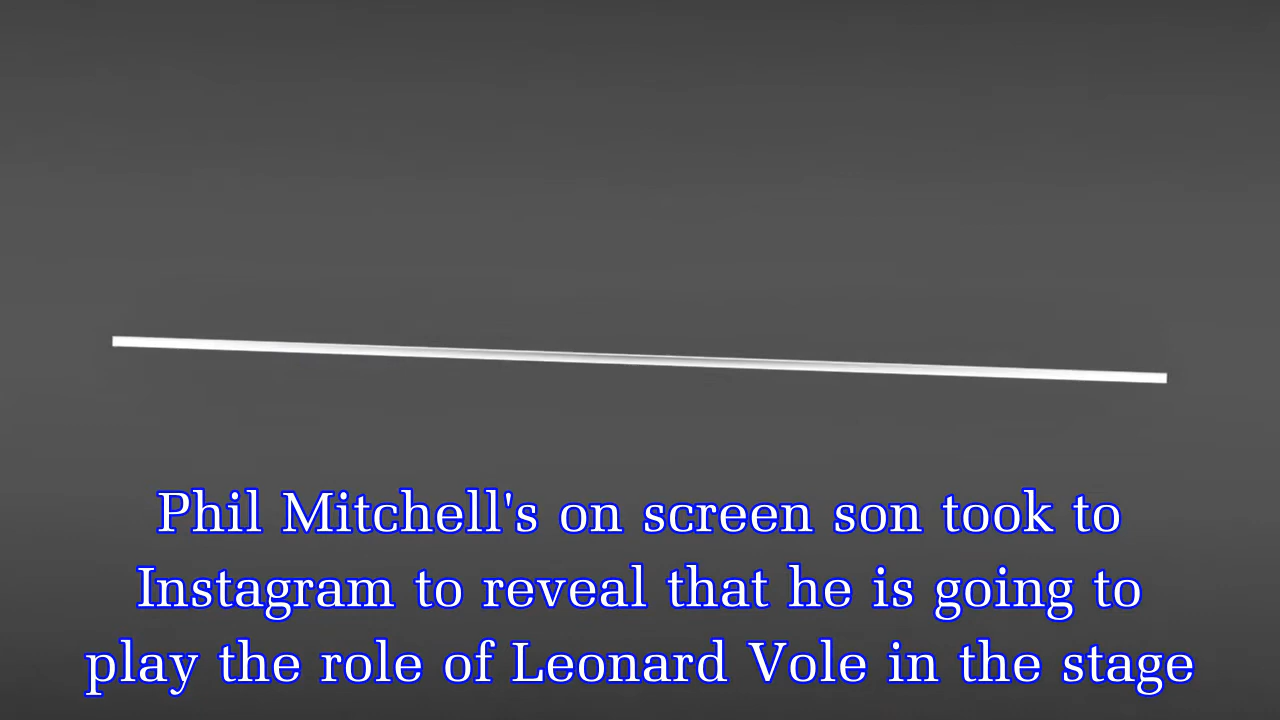 Phil Mitchell's on screen son took to
Instagram to reveal that he is going to
play the role of Leonard Vole in the stage